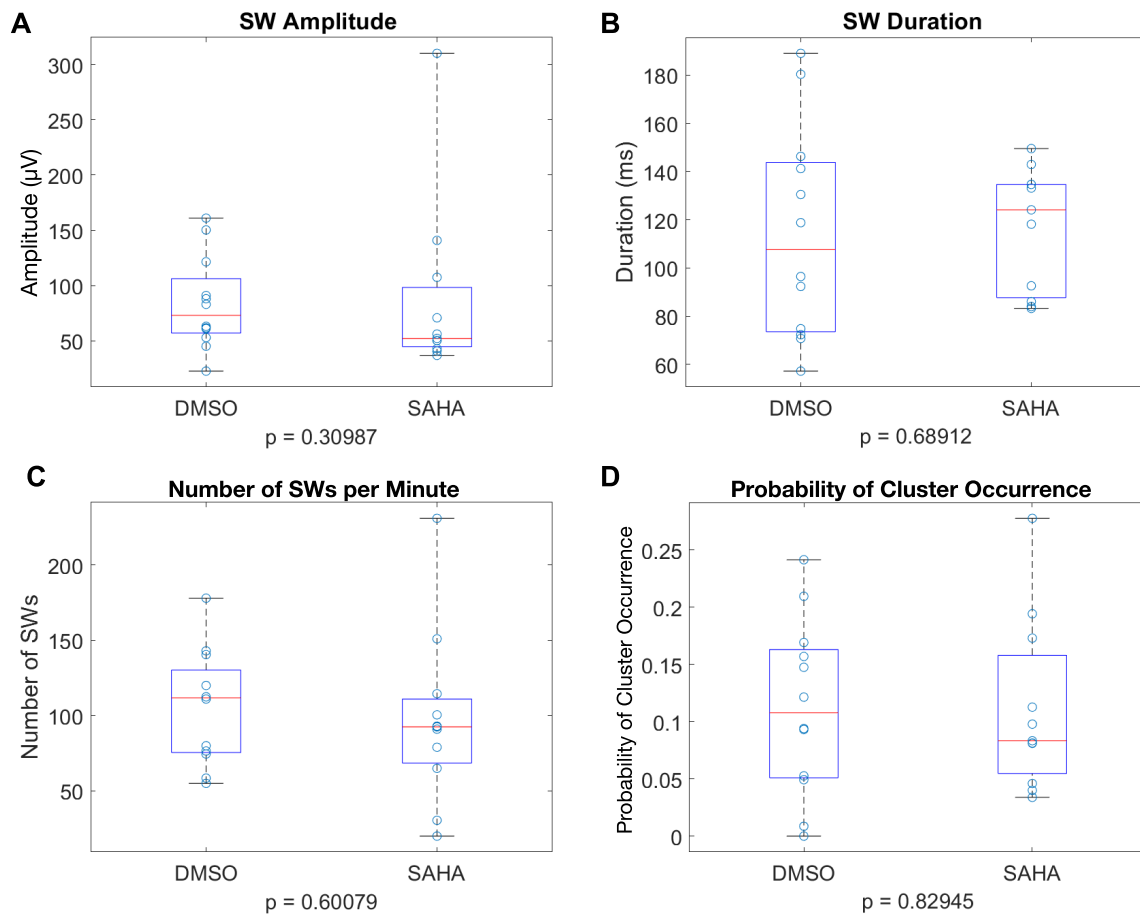 A
SW Amplitude
Amplitude (µV)
300
250
200
150
100
50
DMSO
SAHA
p = 0.30987
B
SW Duration
Duration (ms)
180
160
140
120
100
80
60
DMSO
SAHA
p = 0.68912
C
Number of SWs per Minute
Number of SWs
200
150
100
50
DMSO
SAHA
p = 0.60079
D
Probability of Cluster Occurrence
Probability of Cluster Occurrence
0.25
0.2
0.15
0.1
0.05
0
DMSO
SAHA
p = 0.82945